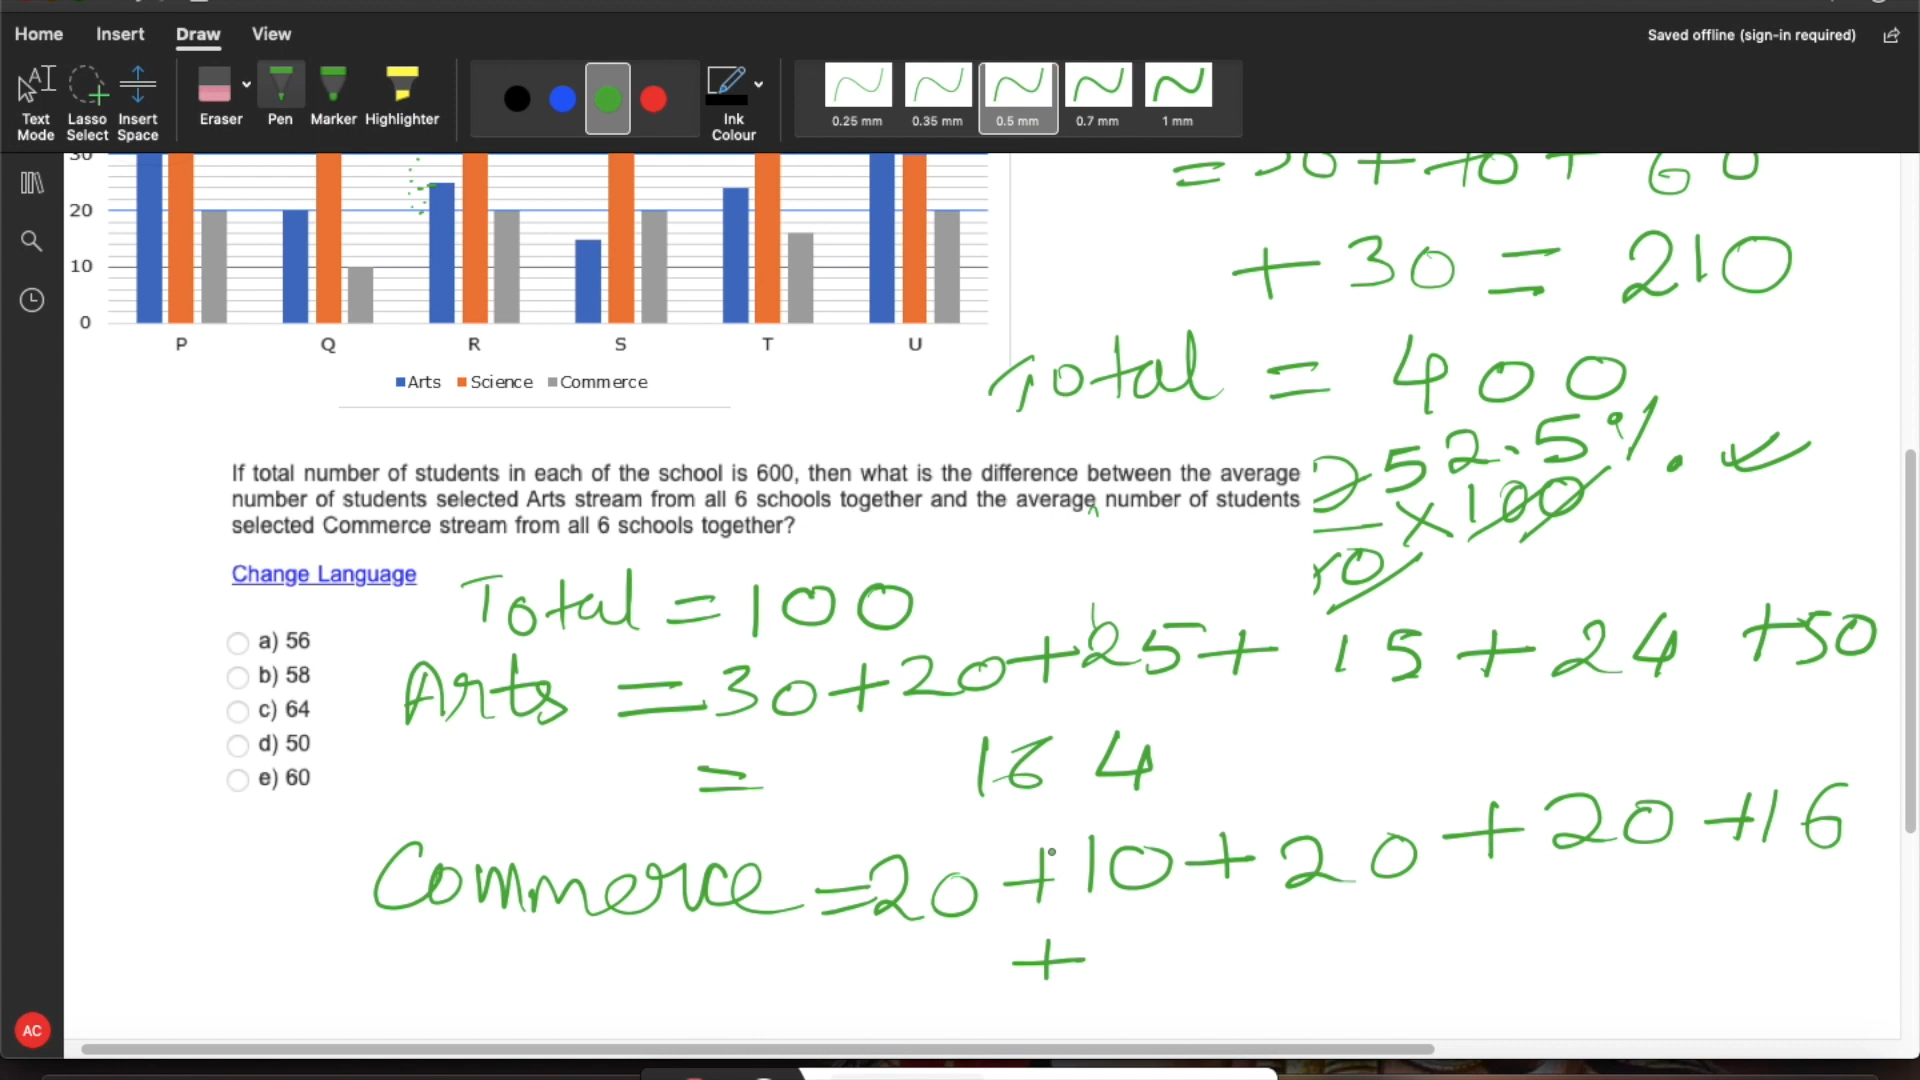 Home Insert Draw View
Saved offline (sign-in required)
Text Mode
Lasso Select
Insert Space
Eraser
Pen
Marker
Highlighter
Ink Colour
0.25 mm
0.35 mm
0.5 mm
0.7 mm
1 mm
30
20
10
0
P Q R S T U
Arts Science Commerce
+ 30 = 210
Total = 400
252.5%.
×100
If total number of students in each of the school is 600, then what is the difference between the average
number of students selected Arts stream from all 6 schools together and the average number of students
selected Commerce stream from all 6 schools together?
Change Language
a) 56
b) 58
c) 64
d) 50
e) 60
Total = 100
Arts = 30+20+25+ 15 + 24 +50
= 164
Commerce =20 +10+20 +20 +16
+
AC